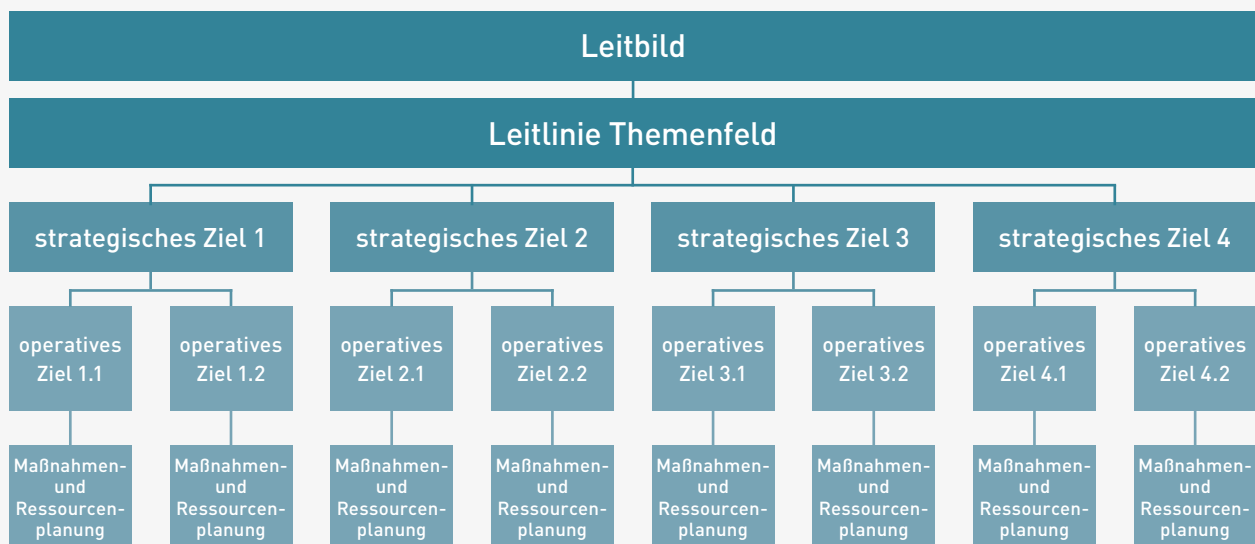 Leitbild
Leitlinie Themenfeld
strategisches Ziel 1
strategisches Ziel 2
strategisches Ziel 3
strategisches Ziel 4
operatives
Ziel 1.1
operatives
Ziel 1.2
operatives
Ziel 2.1
operatives
Ziel 2.2
operatives
Ziel 3.1
operatives
Ziel 3.2
operatives
Ziel 4.1
operatives
Ziel 4.2
Maßnahmen-
und
Ressourcen-
planung
Maßnahmen-
und
Ressourcen-
planung
Maßnahmen-
und
Ressourcen-
planung
Maßnahmen-
und
Ressourcen-
planung
Maßnahmen-
und
Ressourcen-
planung
Maßnahmen-
und
Ressourcen-
planung
Maßnahmen-
und
Ressourcen-
planung
Maßnahmen-
und
Ressourcen-
planung